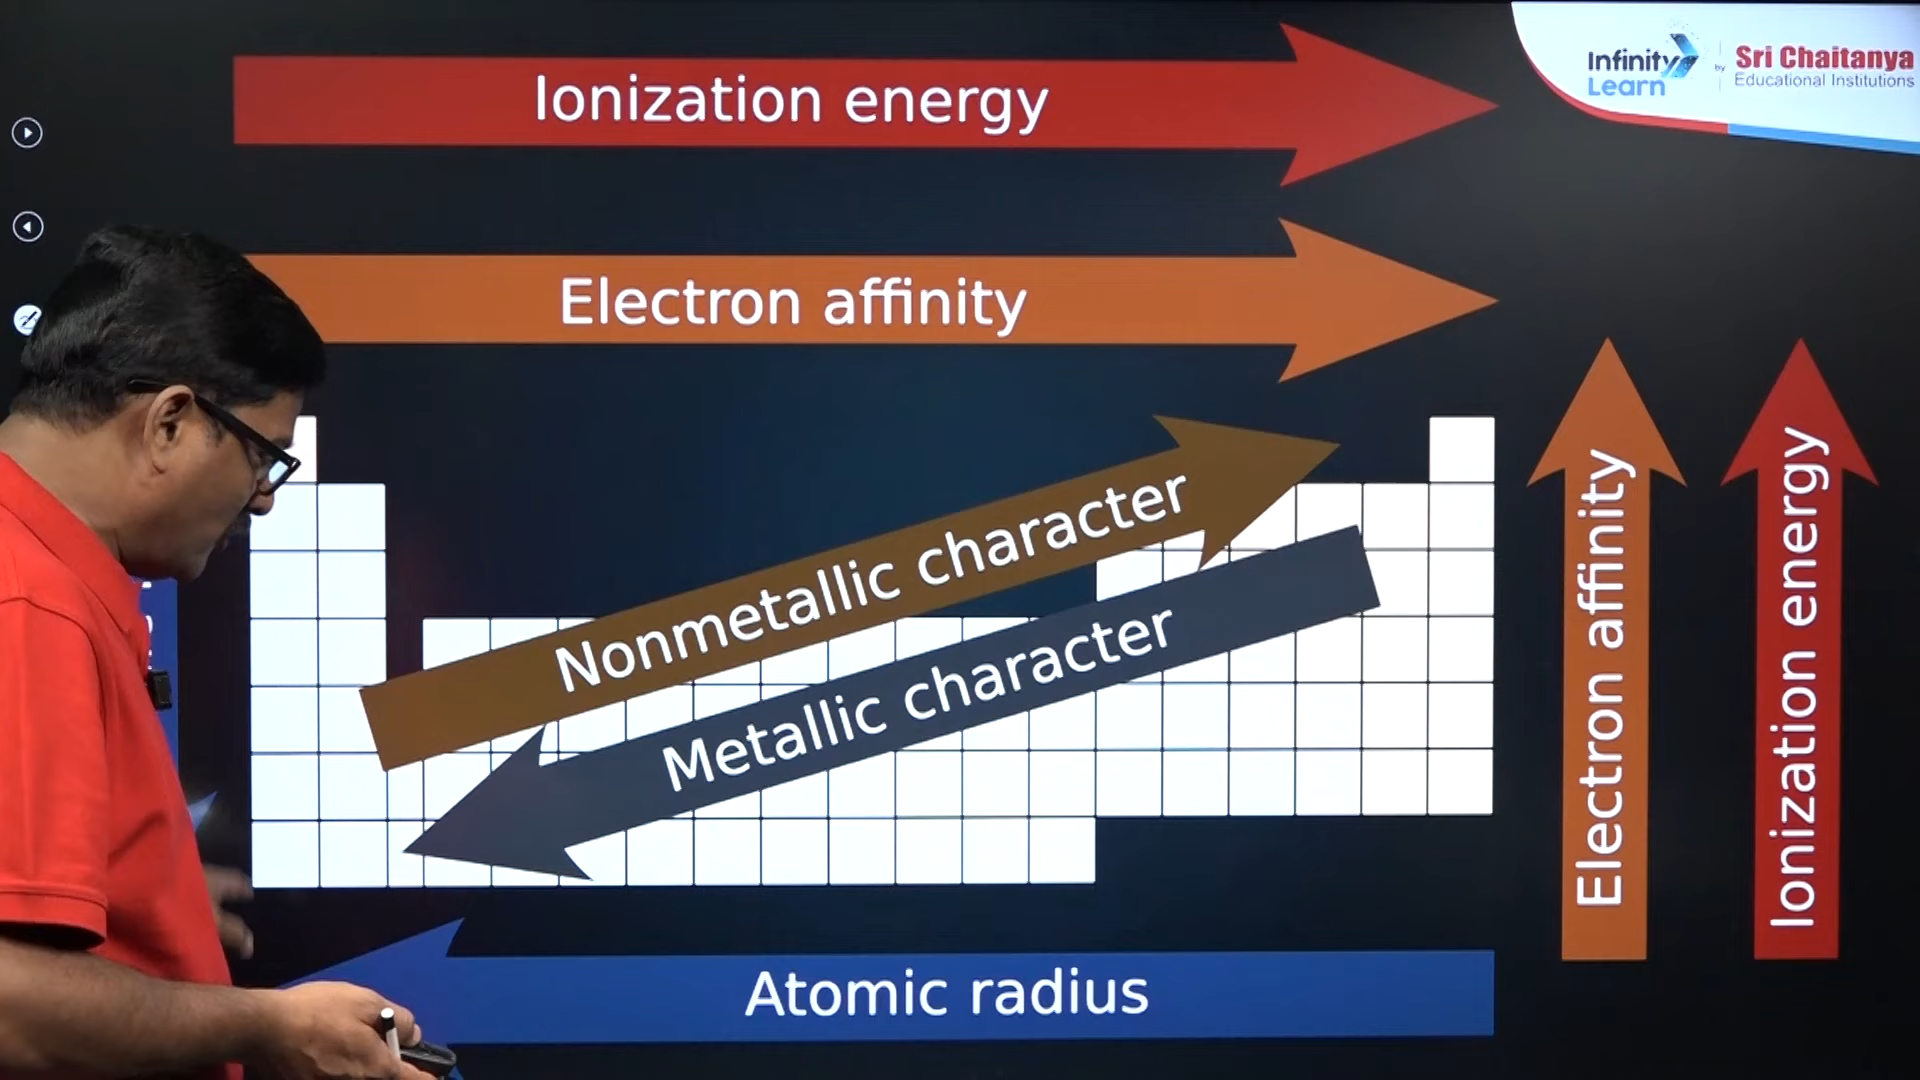 Ionization energy
Infinity
Learn
by
Sri Chaitanya
Educational Institutions
Electron affinity
Nonmetallic character
Metallic character
Electron affinity
Ionization energy
Atomic radius